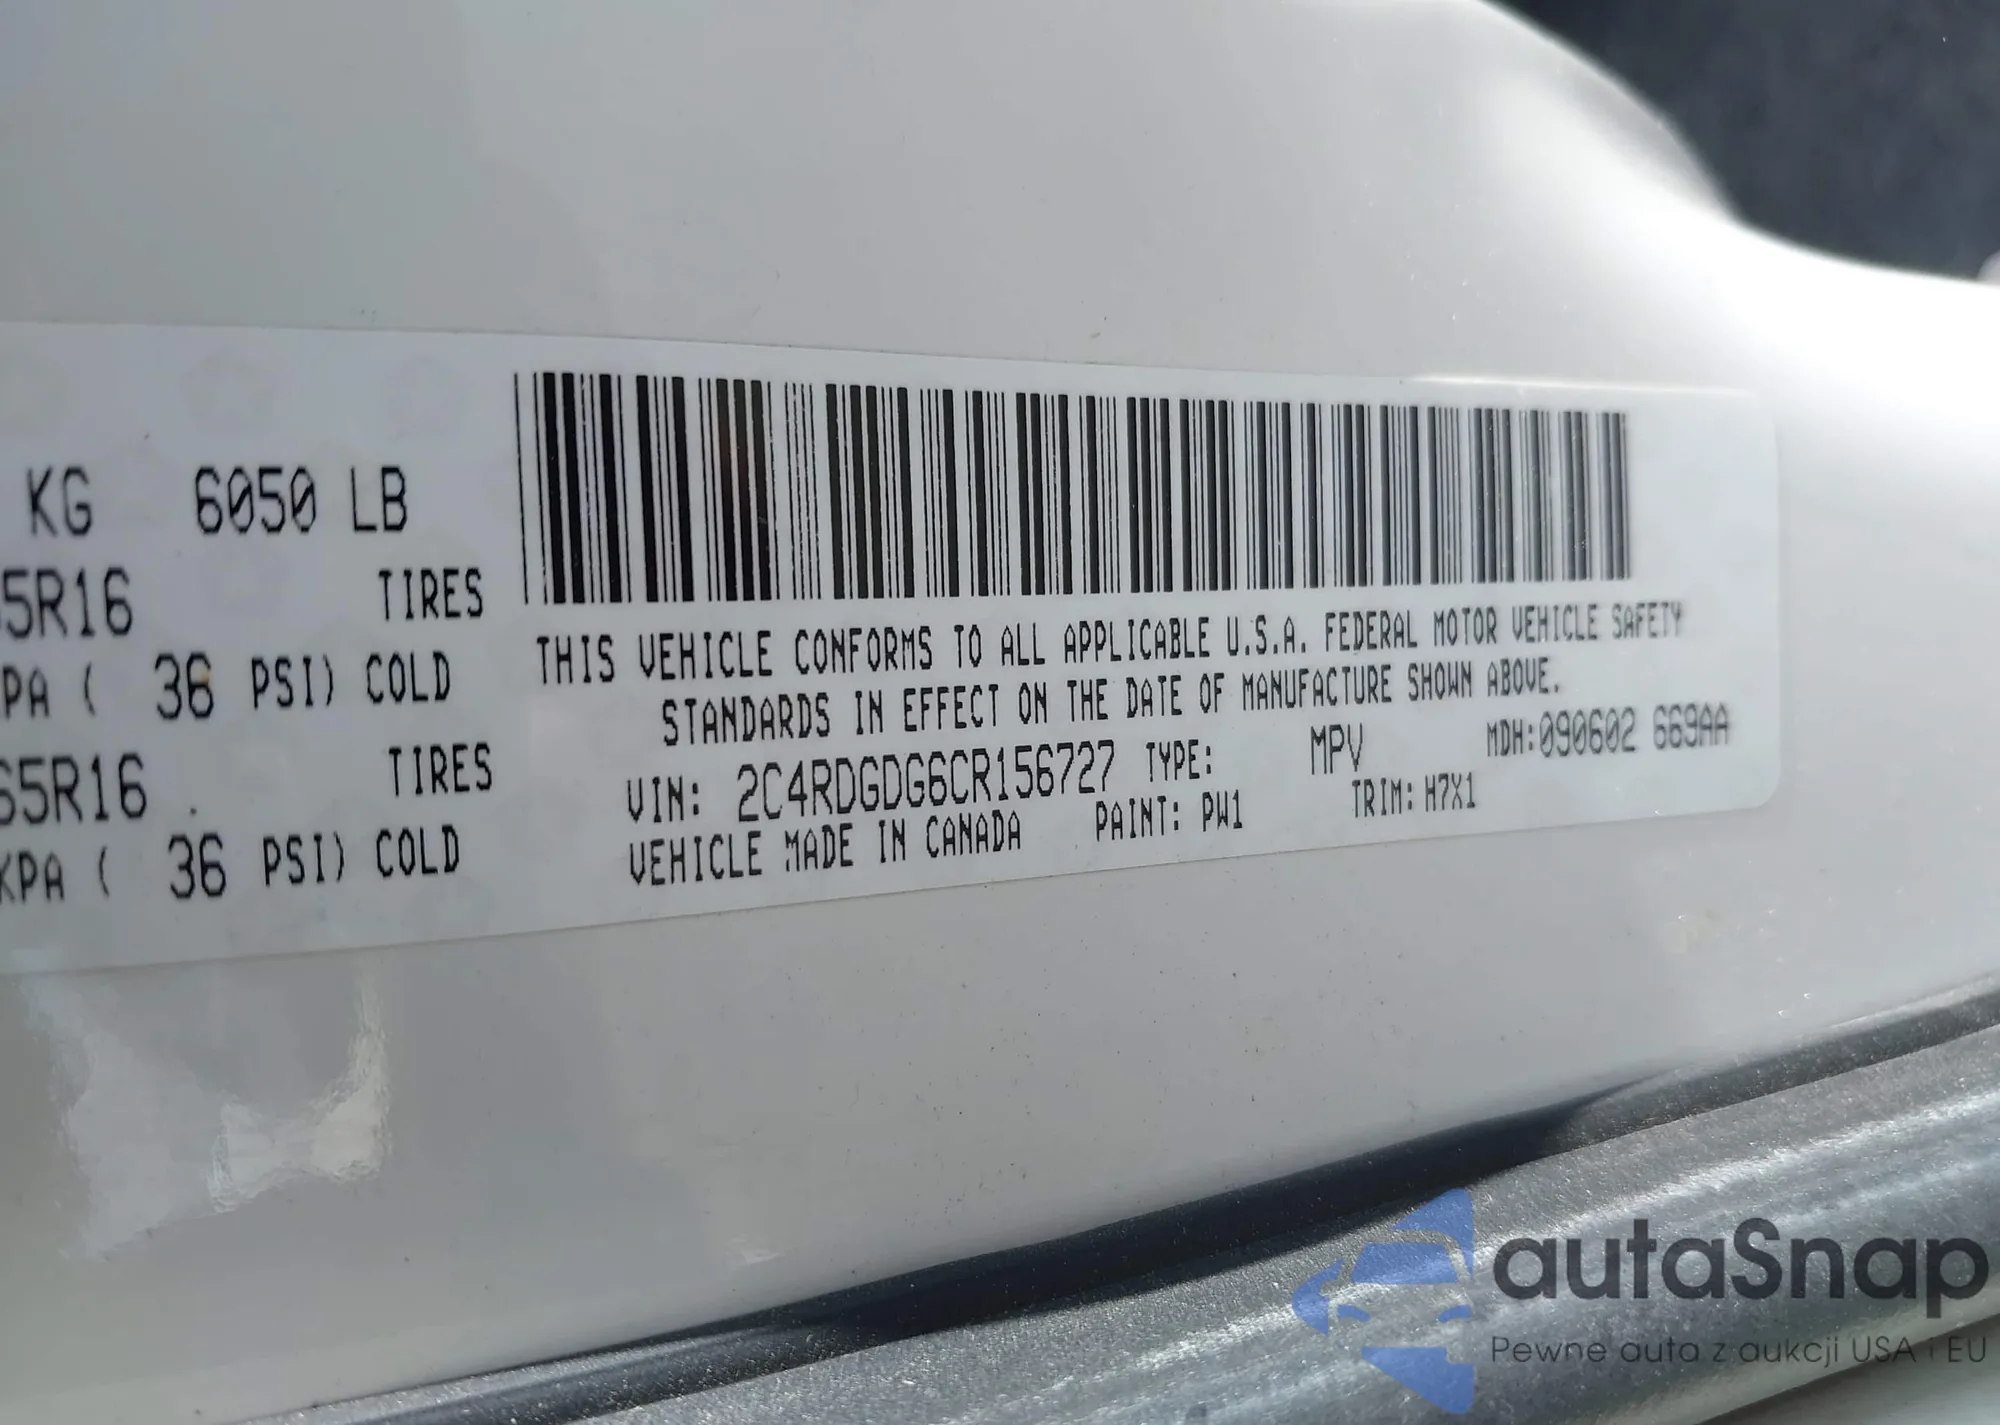 KG 6050 LB
65R16 TIRES
KPA ( 36 PSI) COLD
65R16 TIRES
KPA ( 36 PSI) COLD
THIS VEHICLE CONFORMS TO ALL APPLICABLE U.S.A. FEDERAL MOTOR VEHICLE SAFETY
STANDARDS IN EFFECT ON THE DATE OF MANUFACTURE SHOWN ABOVE.
VIN: 2C4RDGDG6CR156727 TYPE: MPV MDH:090602 669AA
VEHICLE MADE IN CANADA PAINT: PW1 TRIM: H7X1
autaSnap
Pewne auta z aukcji USA i EU